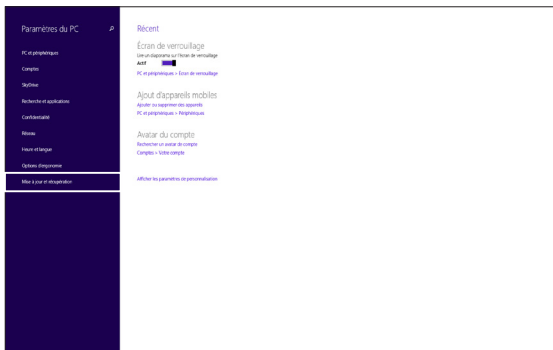 Paramètres du PC
PC et périphériques
Comptes
SkyDrive
Recherche et applications
Confidentialité
Réseau
Heure et langue
Options d'ergonomie
Mise à jour et récupération
Récent
Écran de verrouillage
Lire un diaporama sur l'écran de verrouillage
Actif
PC et périphériques > Écran de verrouillage
Ajout d'appareils mobiles
Ajouter ou supprimer des appareils
PC et périphériques > Périphériques
Avatar du compte
Rechercher un avatar de compte
Comptes > Votre compte
Afficher les paramètres de personnalisation